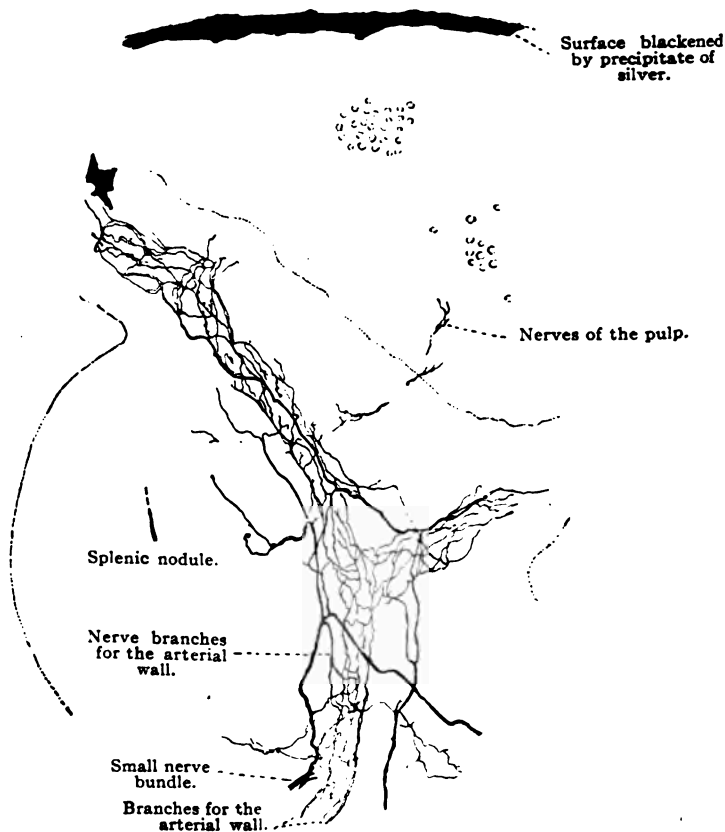 Surface blackened
by precipitate of
silver.
Nerves of the pulp.
Splenic nodule.
Nerve branches
for the arterial
wall.
Small nerve
bundle.
Branches for the
arterial wall.